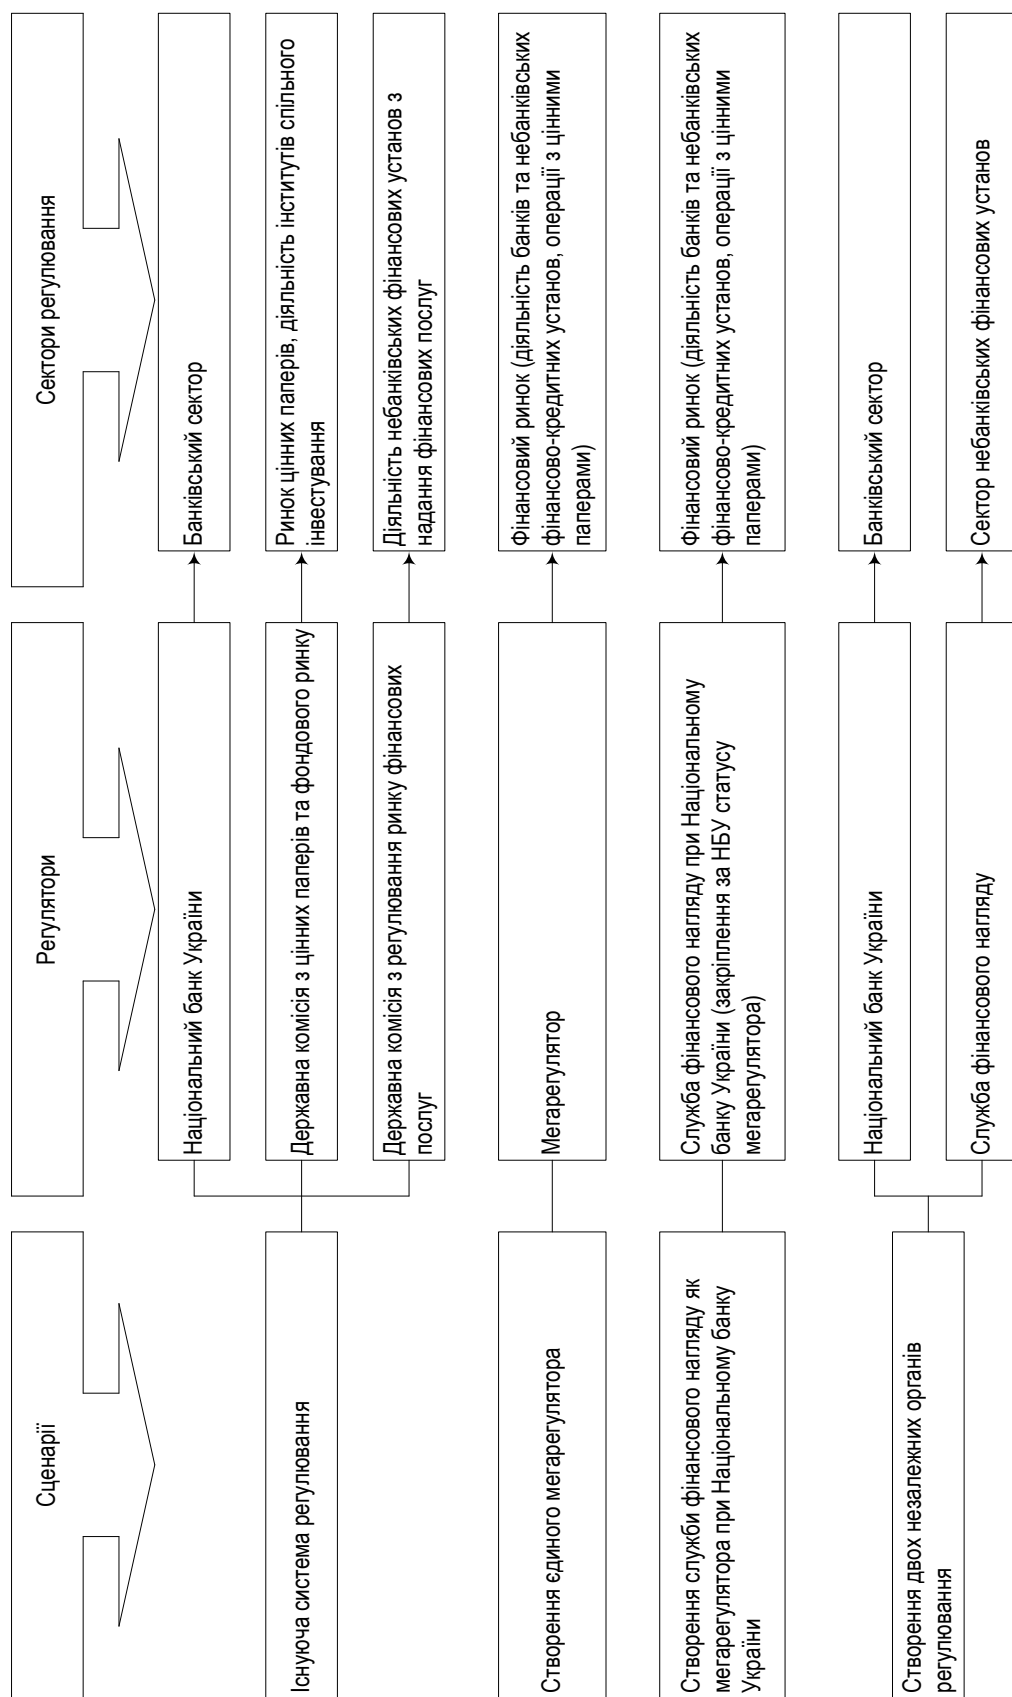 Сценарії
Регулятори
Сектори регулювання
Існуюча система регулювання
Національний банк України
Банківський сектор
Державна комісія з цінних паперів та фондового ринку
Ринок цінних паперів, діяльність інститутів спільного
інвестування
Державна комісія з регулювання ринку фінансових
послуг
Діяльність небанківських фінансових установ з
надання фінансових послуг
Створення єдиного мегарегулятора
Мегарегулятор
Фінансовий ринок (діяльність банків та небанківських
фінансово-кредитних установ, операції з цінними
паперами)
Створення служби фінансового нагляду як
мегарегулятора при Національному банку
України
Служба фінансового нагляду при Національному
банку України (закріплення за НБУ статусу
мегарегулятора)
Фінансовий ринок (діяльність банків та небанківських
фінансово-кредитних установ, операції з цінними
паперами)
Створення двох незалежних органів
регулювання
Національний банк України
Банківський сектор
Служба фінансового нагляду
Сектор небанківських фінансових установ